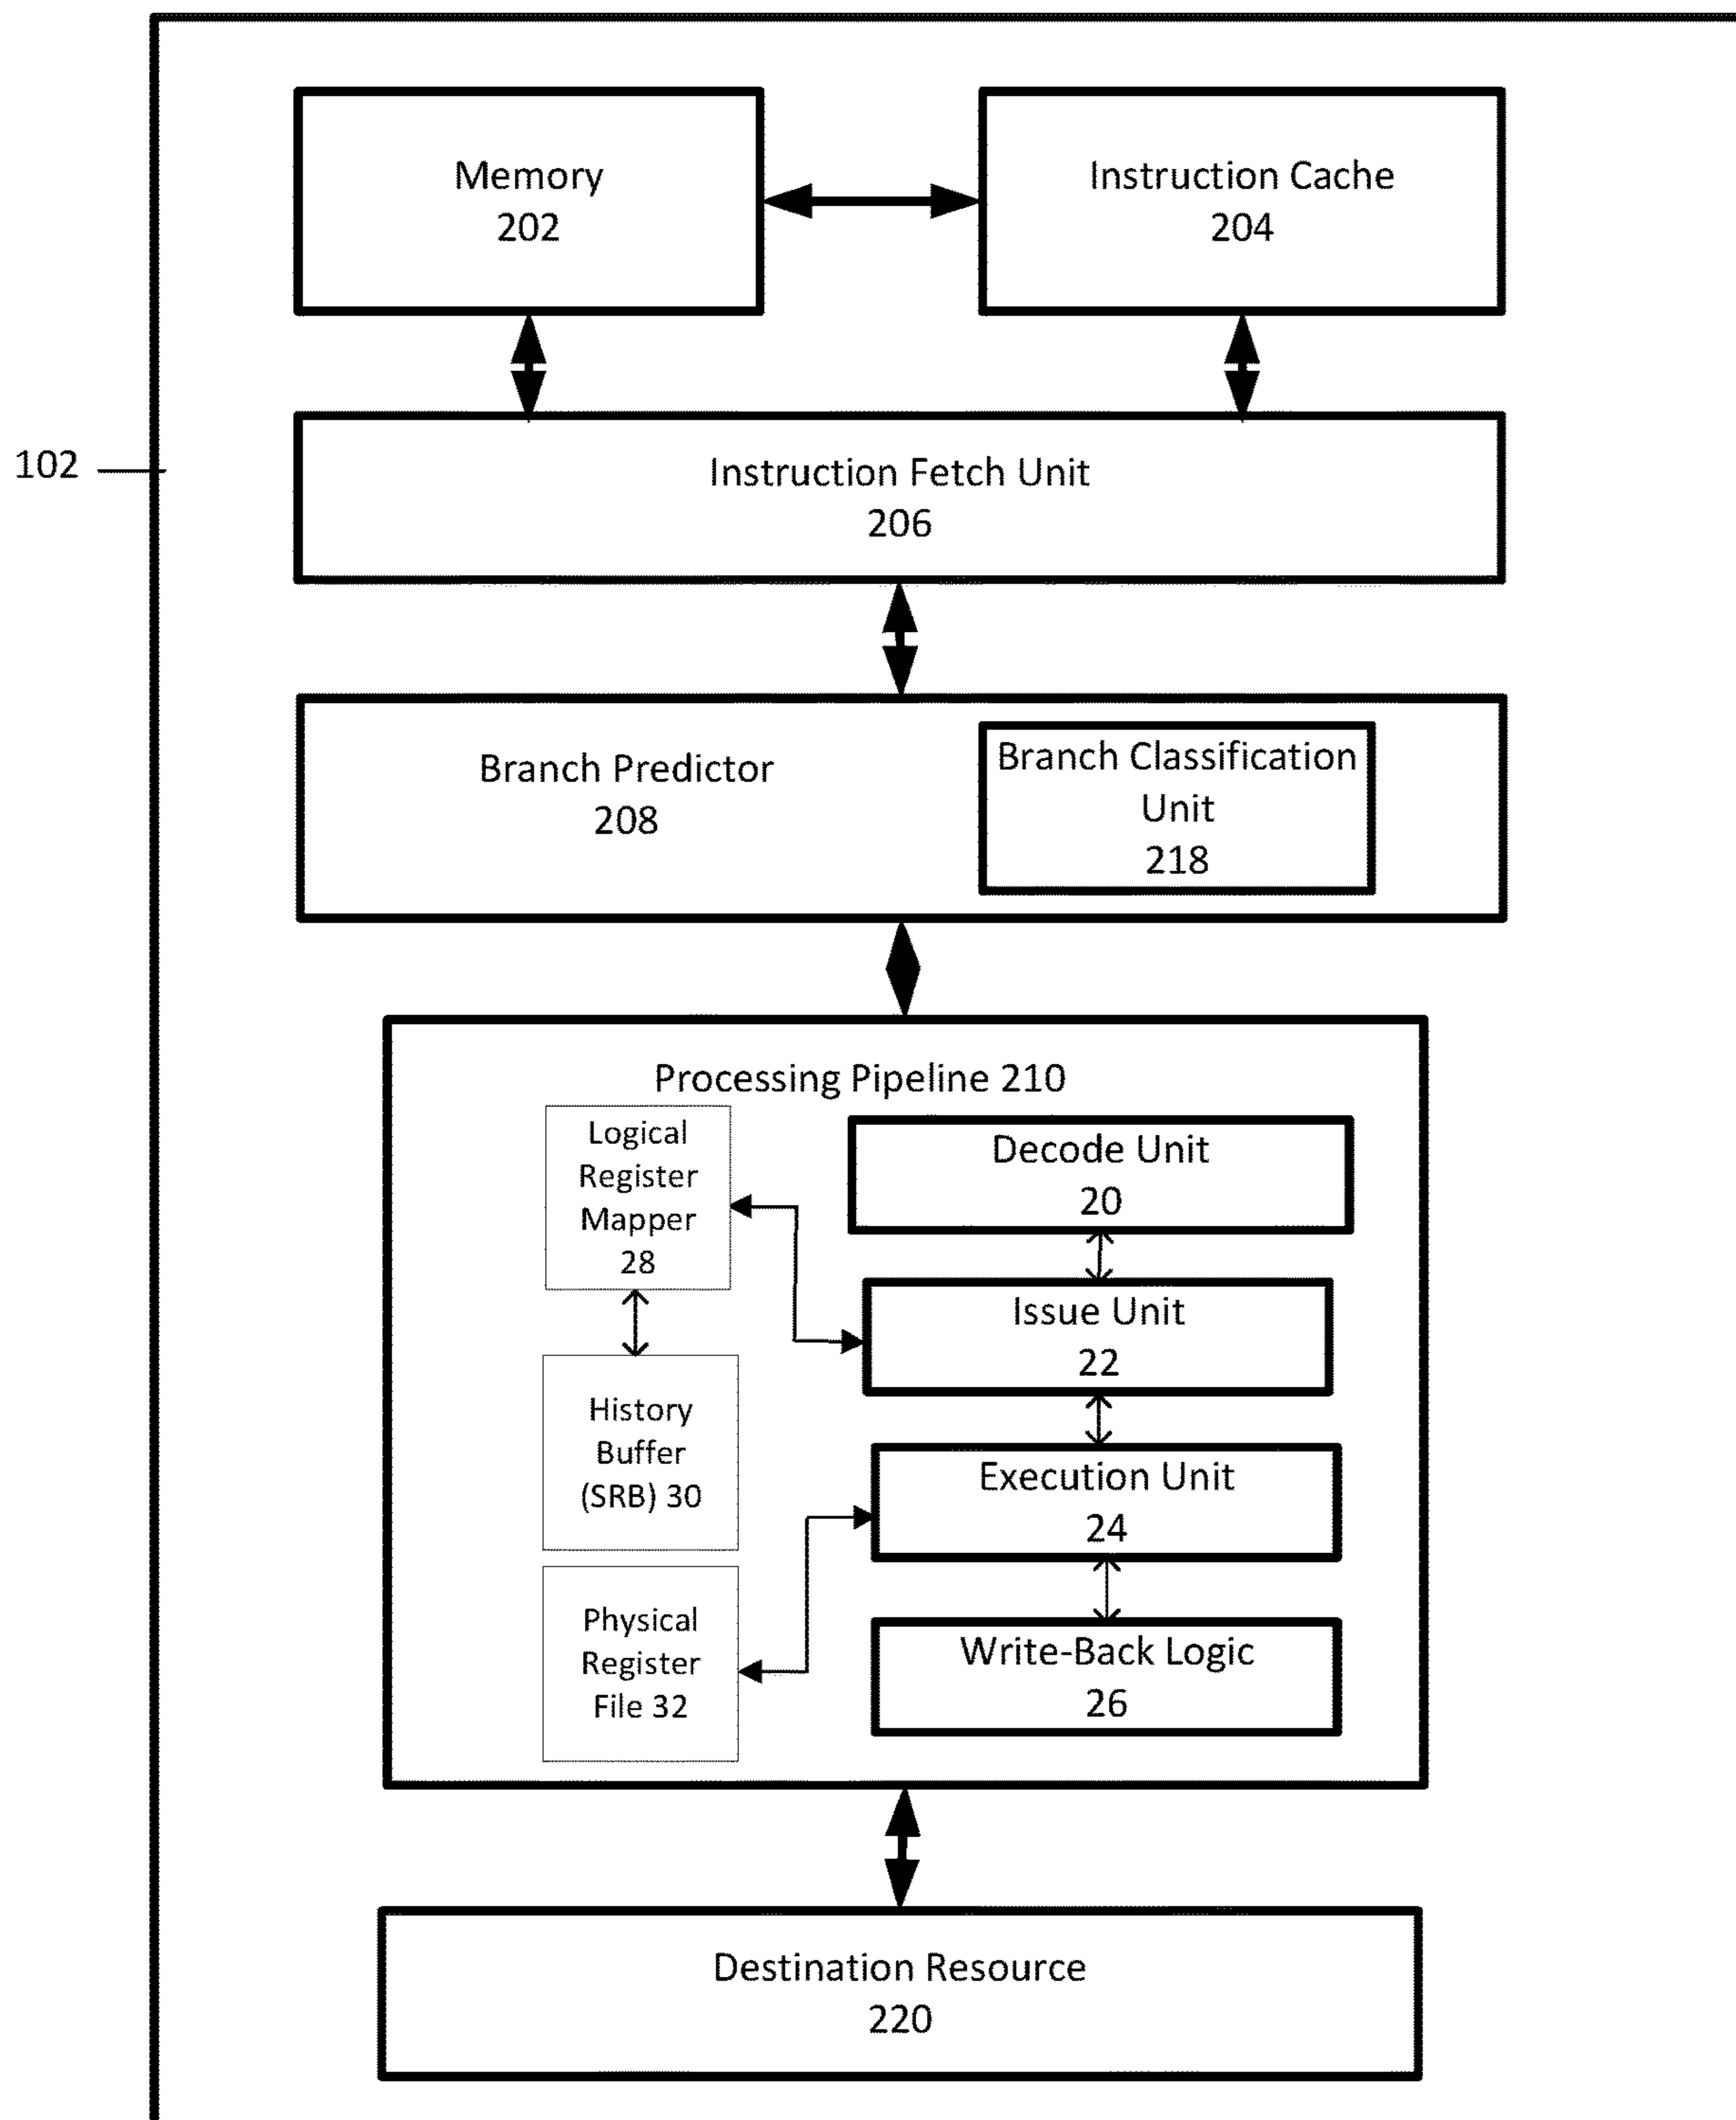 Memory
202
Instruction Cache
204
102
Instruction Fetch Unit
206
Branch Predictor
208
Branch Classification
Unit
218
Processing Pipeline 210
Logical
Register
Mapper
28
Decode Unit
20
Issue Unit
22
History
Buffer
(SRB) 30
Execution Unit
24
Physical
Register
File 32
Write-Back Logic
26
Destination Resource
220